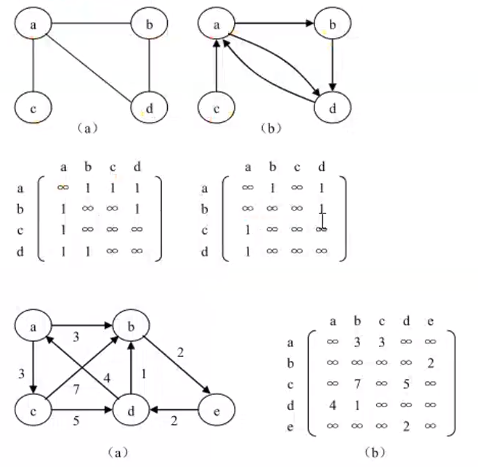 a b a b
c d c d
(a) (b)
a b c d a b c d
a ∞ 1 1 1 a ∞ 1 ∞ 1
b 1 ∞ ∞ 1 b ∞ ∞ ∞ 1
c 1 ∞ ∞ ∞ c 1 ∞ ∞ ∞
d 1 1 ∞ ∞ d 1 ∞ ∞ ∞
a b c d e
a 3 b a ∞ 3 3 ∞ ∞
2 b ∞ ∞ ∞ ∞ 2
3 7 4 1 c ∞ 7 ∞ 5 ∞
c 5 d 2 e d 4 1 ∞ ∞ ∞
e ∞ ∞ ∞ 2 ∞
(a) (b)